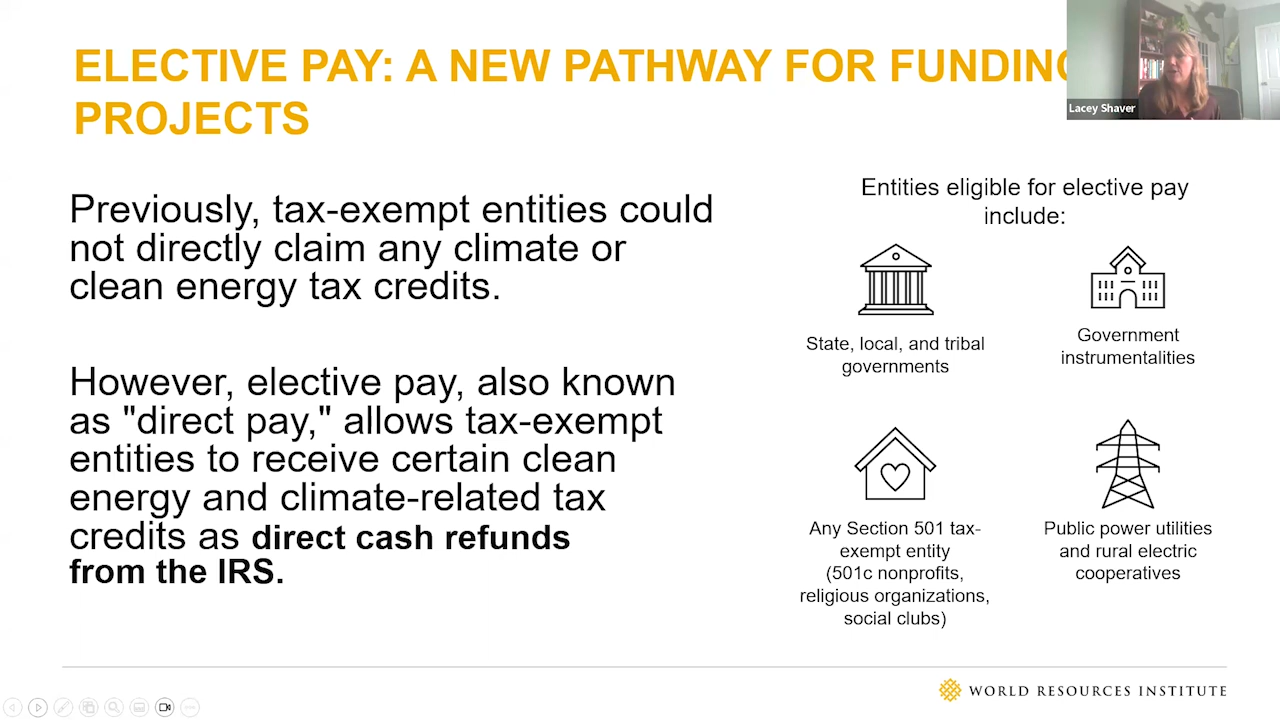 ELECTIVE PAY: A NEW PATHWAY FOR FUNDING
PROJECTS
Lacey Shaver
Previously, tax-exempt entities could
not directly claim any climate or
clean energy tax credits.
However, elective pay, also known
as "direct pay," allows tax-exempt
entities to receive certain clean
energy and climate-related tax
credits as direct cash refunds
from the IRS.
Entities eligible for elective pay
include:
State, local, and tribal
governments
Government
instrumentalities
Any Section 501 tax-
exempt entity
(501c nonprofits,
religious organizations,
social clubs)
Public power utilities
and rural electric
cooperatives
WORLD RESOURCES INSTITUTE